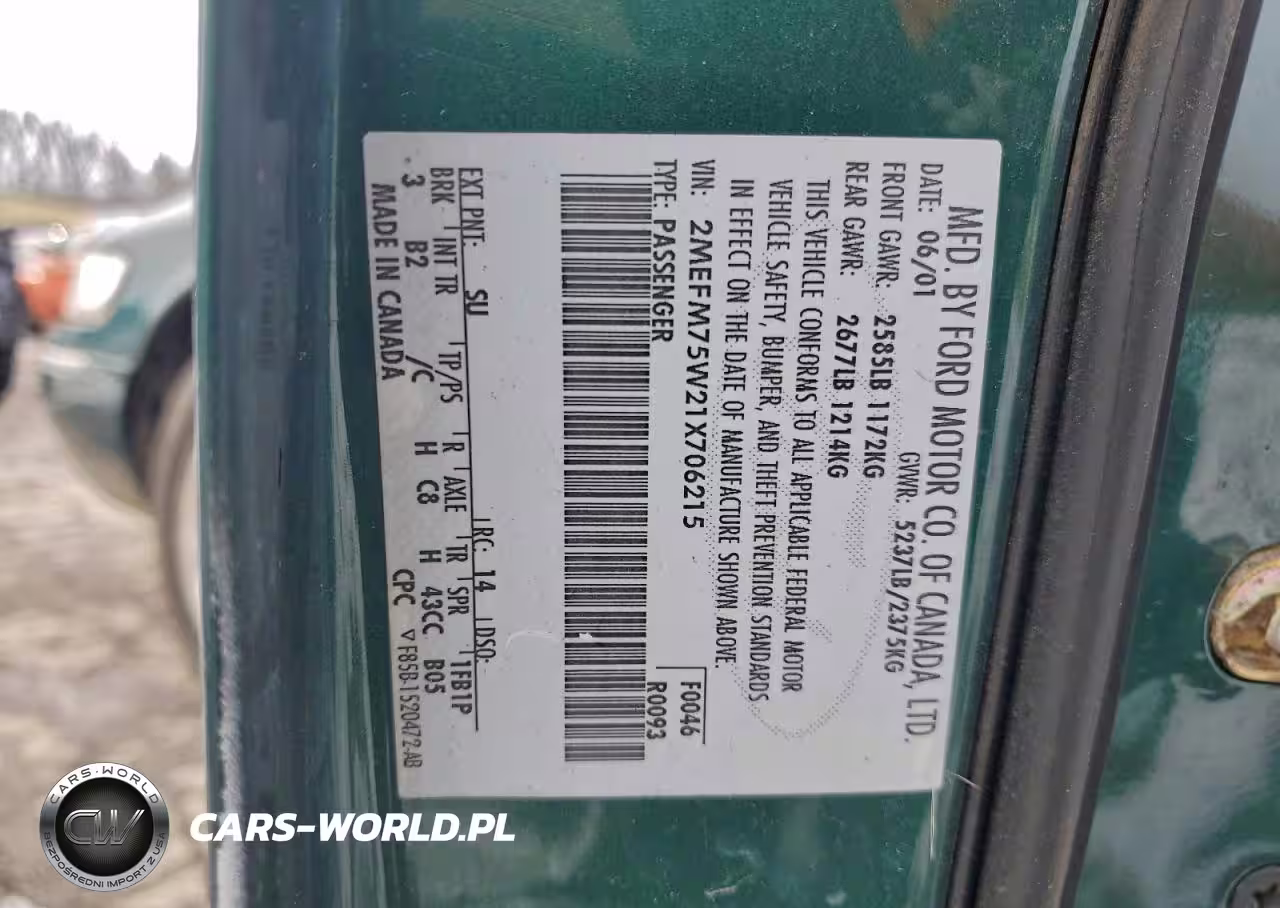 MFD. BY FORD MOTOR CO. OF CANADA, LTD.
DATE: 06/01 GVWR: 5237LB/2375KG
FRONT GAWR: 2585LB 1172KG
REAR GAWR: 2677LB 1214KG
THIS VEHICLE CONFORMS TO ALL APPLICABLE FEDERAL MOTOR
VEHICLE SAFETY, BUMPER, AND THEFT PREVENTION STANDARDS
IN EFFECT ON THE DATE OF MANUFACTURE SHOWN ABOVE.
VIN: 2MEFM75W21X706215 F0046
TYPE: PASSENGER R0093
EXT PNT: SU RC: 14 DSO: 1FB1P
BRK INT TR TP/PS R AXLE TR SPR
3 B2 /C H C8 H 43CC B05
MADE IN CANADA CPC ▽F85B-1520472-AB
CARS-WORLD
CW
BEZPOŚREDNI IMPORT Z USA
CARS-WORLD.PL